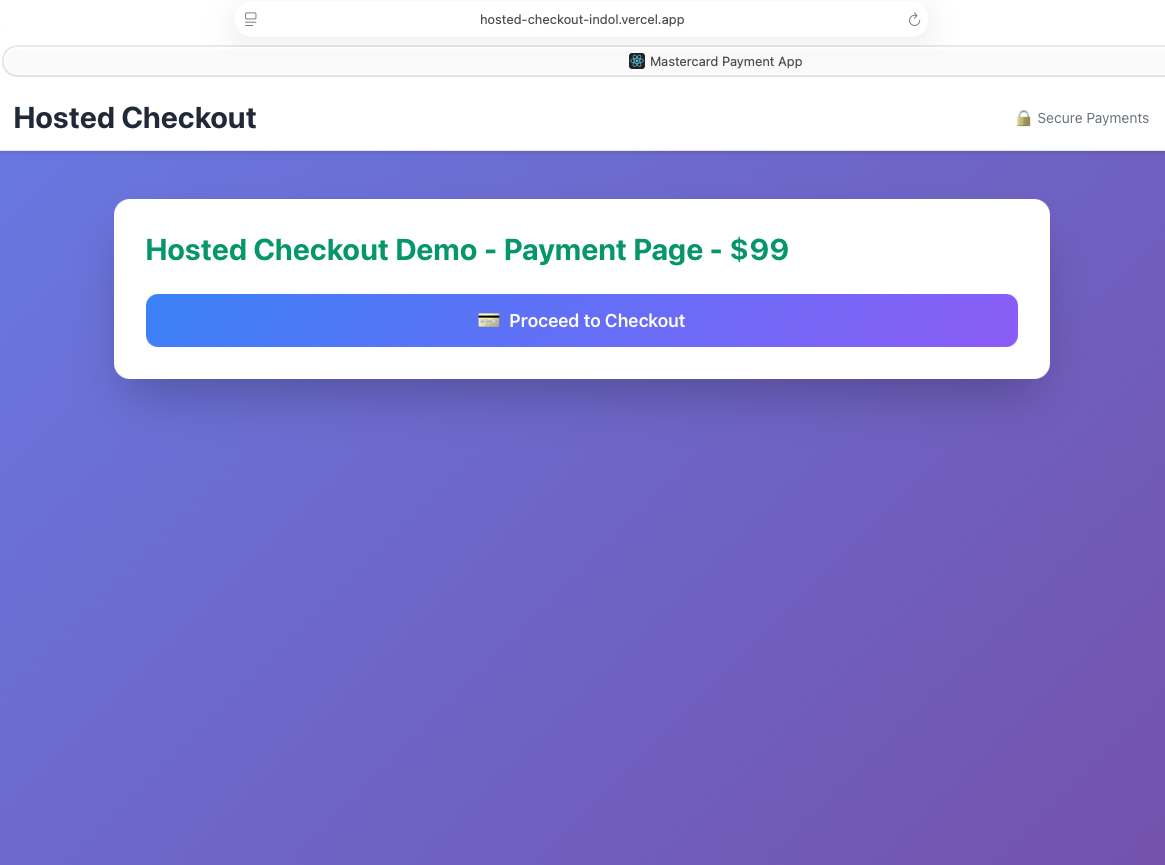 hosted-checkout-indol.vercel.app
Mastercard Payment App
Hosted Checkout
Secure Payments
Hosted Checkout Demo - Payment Page - $99
Proceed to Checkout